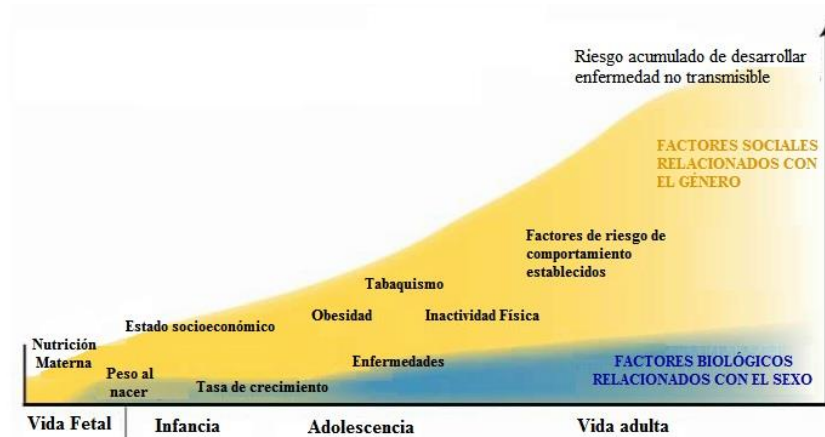 Riesgo acumulado de desarrollar
enfermedad no transmisible
FACTORES SOCIALES
RELACIONADOS CON
EL GÉNERO
Factores de riesgo de
comportamiento
establecidos
Tabaquismo
Obesidad
Inactividad Física
Estado socioeconómico
Nutrición
Materna
Enfermedades
Peso al
nacer
Tasa de crecimiento
FACTORES BIOLÓGICOS
RELACIONADOS CON EL SEXO
Vida Fetal
Infancia
Adolescencia
Vida adulta